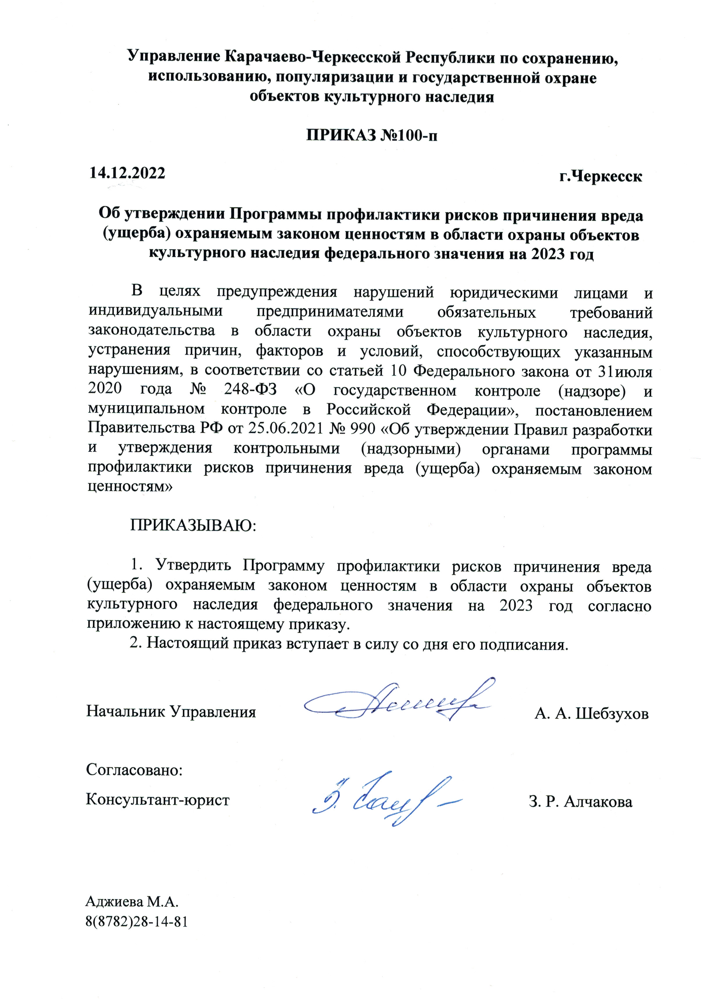 Управление Карачаево-Черкесской Республики по сохранению,
использованию, популяризации и государственной охране
объектов культурного наследия
ПРИКАЗ №100-п
14.12.2022 г.Черкесск
Об утверждении Программы профилактики рисков причинения вреда
(ущерба) охраняемым законом ценностям в области охраны объектов
культурного наследия федерального значения на 2023 год
В целях предупреждения нарушений юридическими лицами и
индивидуальными предпринимателями обязательных требований
законодательства в области охраны объектов культурного наследия,
устранения причин, факторов и условий, способствующих указанным
нарушениям, в соответствии со статьей 10 Федерального закона от 31июля
2020 года № 248-ФЗ «О государственном контроле (надзоре) и
муниципальном контроле в Российской Федерации», постановлением
Правительства РФ от 25.06.2021 № 990 «Об утверждении Правил разработки
и утверждения контрольными (надзорными) органами программы
профилактики рисков причинения вреда (ущерба) охраняемым законом
ценностям»
ПРИКАЗЫВАЮ:
1. Утвердить Программу профилактики рисков причинения вреда
(ущерба) охраняемым законом ценностям в области охраны объектов
культурного наследия федерального значения на 2023 год согласно
приложению к настоящему приказу.
2. Настоящий приказ вступает в силу со дня его подписания.
Начальник Управления А. А. Шебзухов
Согласовано:
Консультант-юрист З. Р. Алчакова
Аджиева М.А.
8(8782)28-14-81